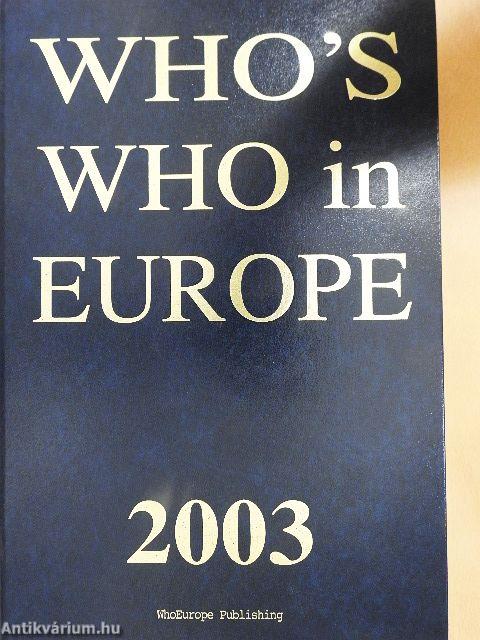 WHO'S
WHO in
EUROPE
2003
WhoEurope Publishing
Antikvárium.hu